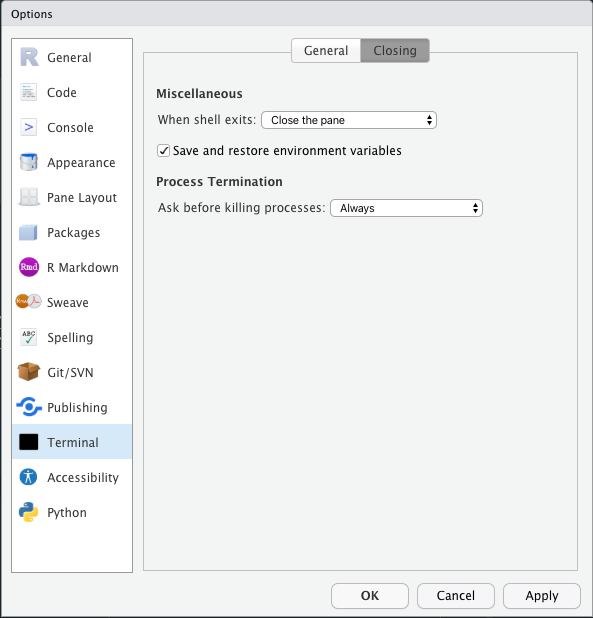 Options
General
Code
Console
Appearance
Pane Layout
Packages
Rmd R Markdown
Sweave
ABC Spelling
Git/SVN
Publishing
Terminal
Accessibility
Python
General Closing
Miscellaneous
When shell exits: Close the pane
Save and restore environment variables
Process Termination
Ask before killing processes: Always
OK Cancel Apply